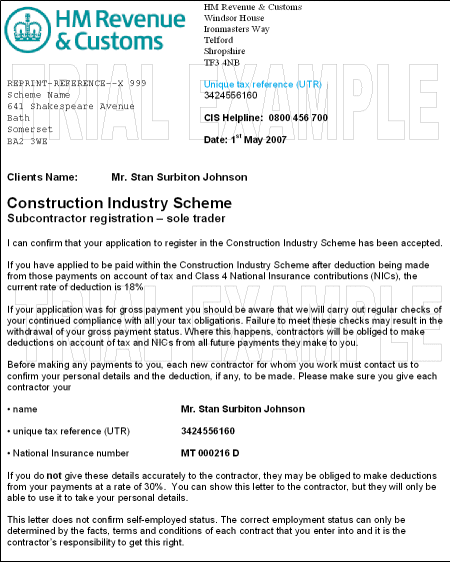 HM Revenue
& Customs
HM Revenue & Customs
Windsor House
Ironmasters Way
Telford
Shropshire
TF3 4NB
REPRINT-REFERENCE--X 999
Scheme Name
641 Shakespeare Avenue
Bath
Somerset
BA2 3WE
Unique tax reference (UTR)
3424556160
CIS Helpline: 0800 456 700
Date: 1st May 2007
TRIAL EXAMPLE
Clients Name: Mr. Stan Surbiton Johnson
Construction Industry Scheme
Subcontractor registration – sole trader
I can confirm that your application to register in the Construction Industry Scheme has been accepted.
If you have applied to be paid within the Construction Industry Scheme after deduction being made
from those payments on account of tax and Class 4 National Insurance contributions (NICs), the
current rate of deduction is 18%
If your application was for gross payment you should be aware that we will carry out regular checks of
your continued compliance with all your tax obligations. Failure to meet these checks may result in the
withdrawal of your gross payment status. Where this happens, contractors will be obliged to make
deductions on account of tax and NICs from all future payments they make to you.
TRIAL EXAMPLE
Before making any payments to you, each new contractor for whom you work must contact us to
confirm your personal details and the deduction, if any, to be made. Please make sure you give each
contractor your
• name Mr. Stan Surbiton Johnson
• unique tax reference (UTR) 3424556160
• National Insurance number MT 000216 D
If you do not give these details accurately to the contractor, they may be obliged to make deductions
from your payments at a rate of 30%. You can show this letter to the contractor, but they will only be
able to use it to take your personal details.
This letter does not confirm self-employed status. The correct employment status can only be
determined by the facts, terms and conditions of each contract that you enter into and it is the
contractor's responsibility to get this right.